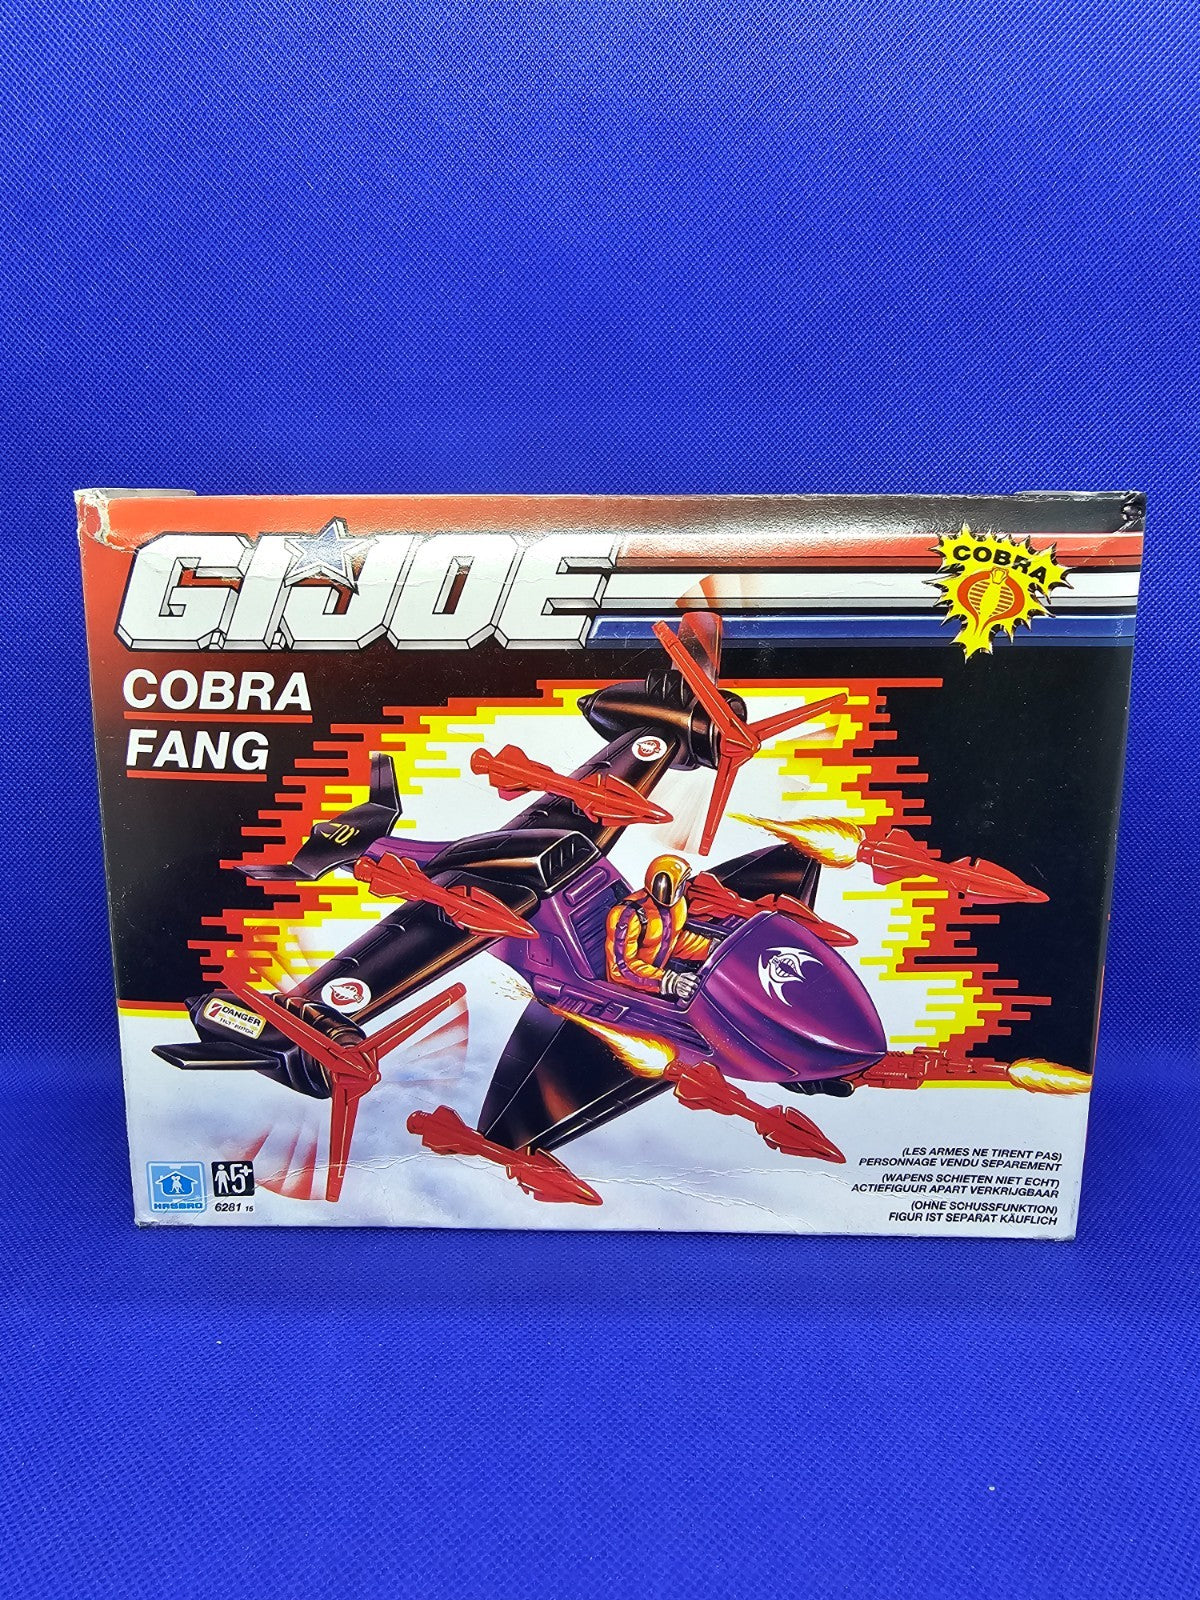 G.I.JOE
COBRA
COBRA
FANG
DANGER
HASBRO
5+
6281 15
(LES ARMES NE TIRENT PAS)
PERSONNAGE VENDU SEPAREMENT
(WAPENS SCHIETEN NIET ECHT)
ACTIEFIGUUR APART VERKRIJGBAAR
(OHNE SCHUSSFUNKTION)
FIGUR IST SEPARAT KÄUFLICH